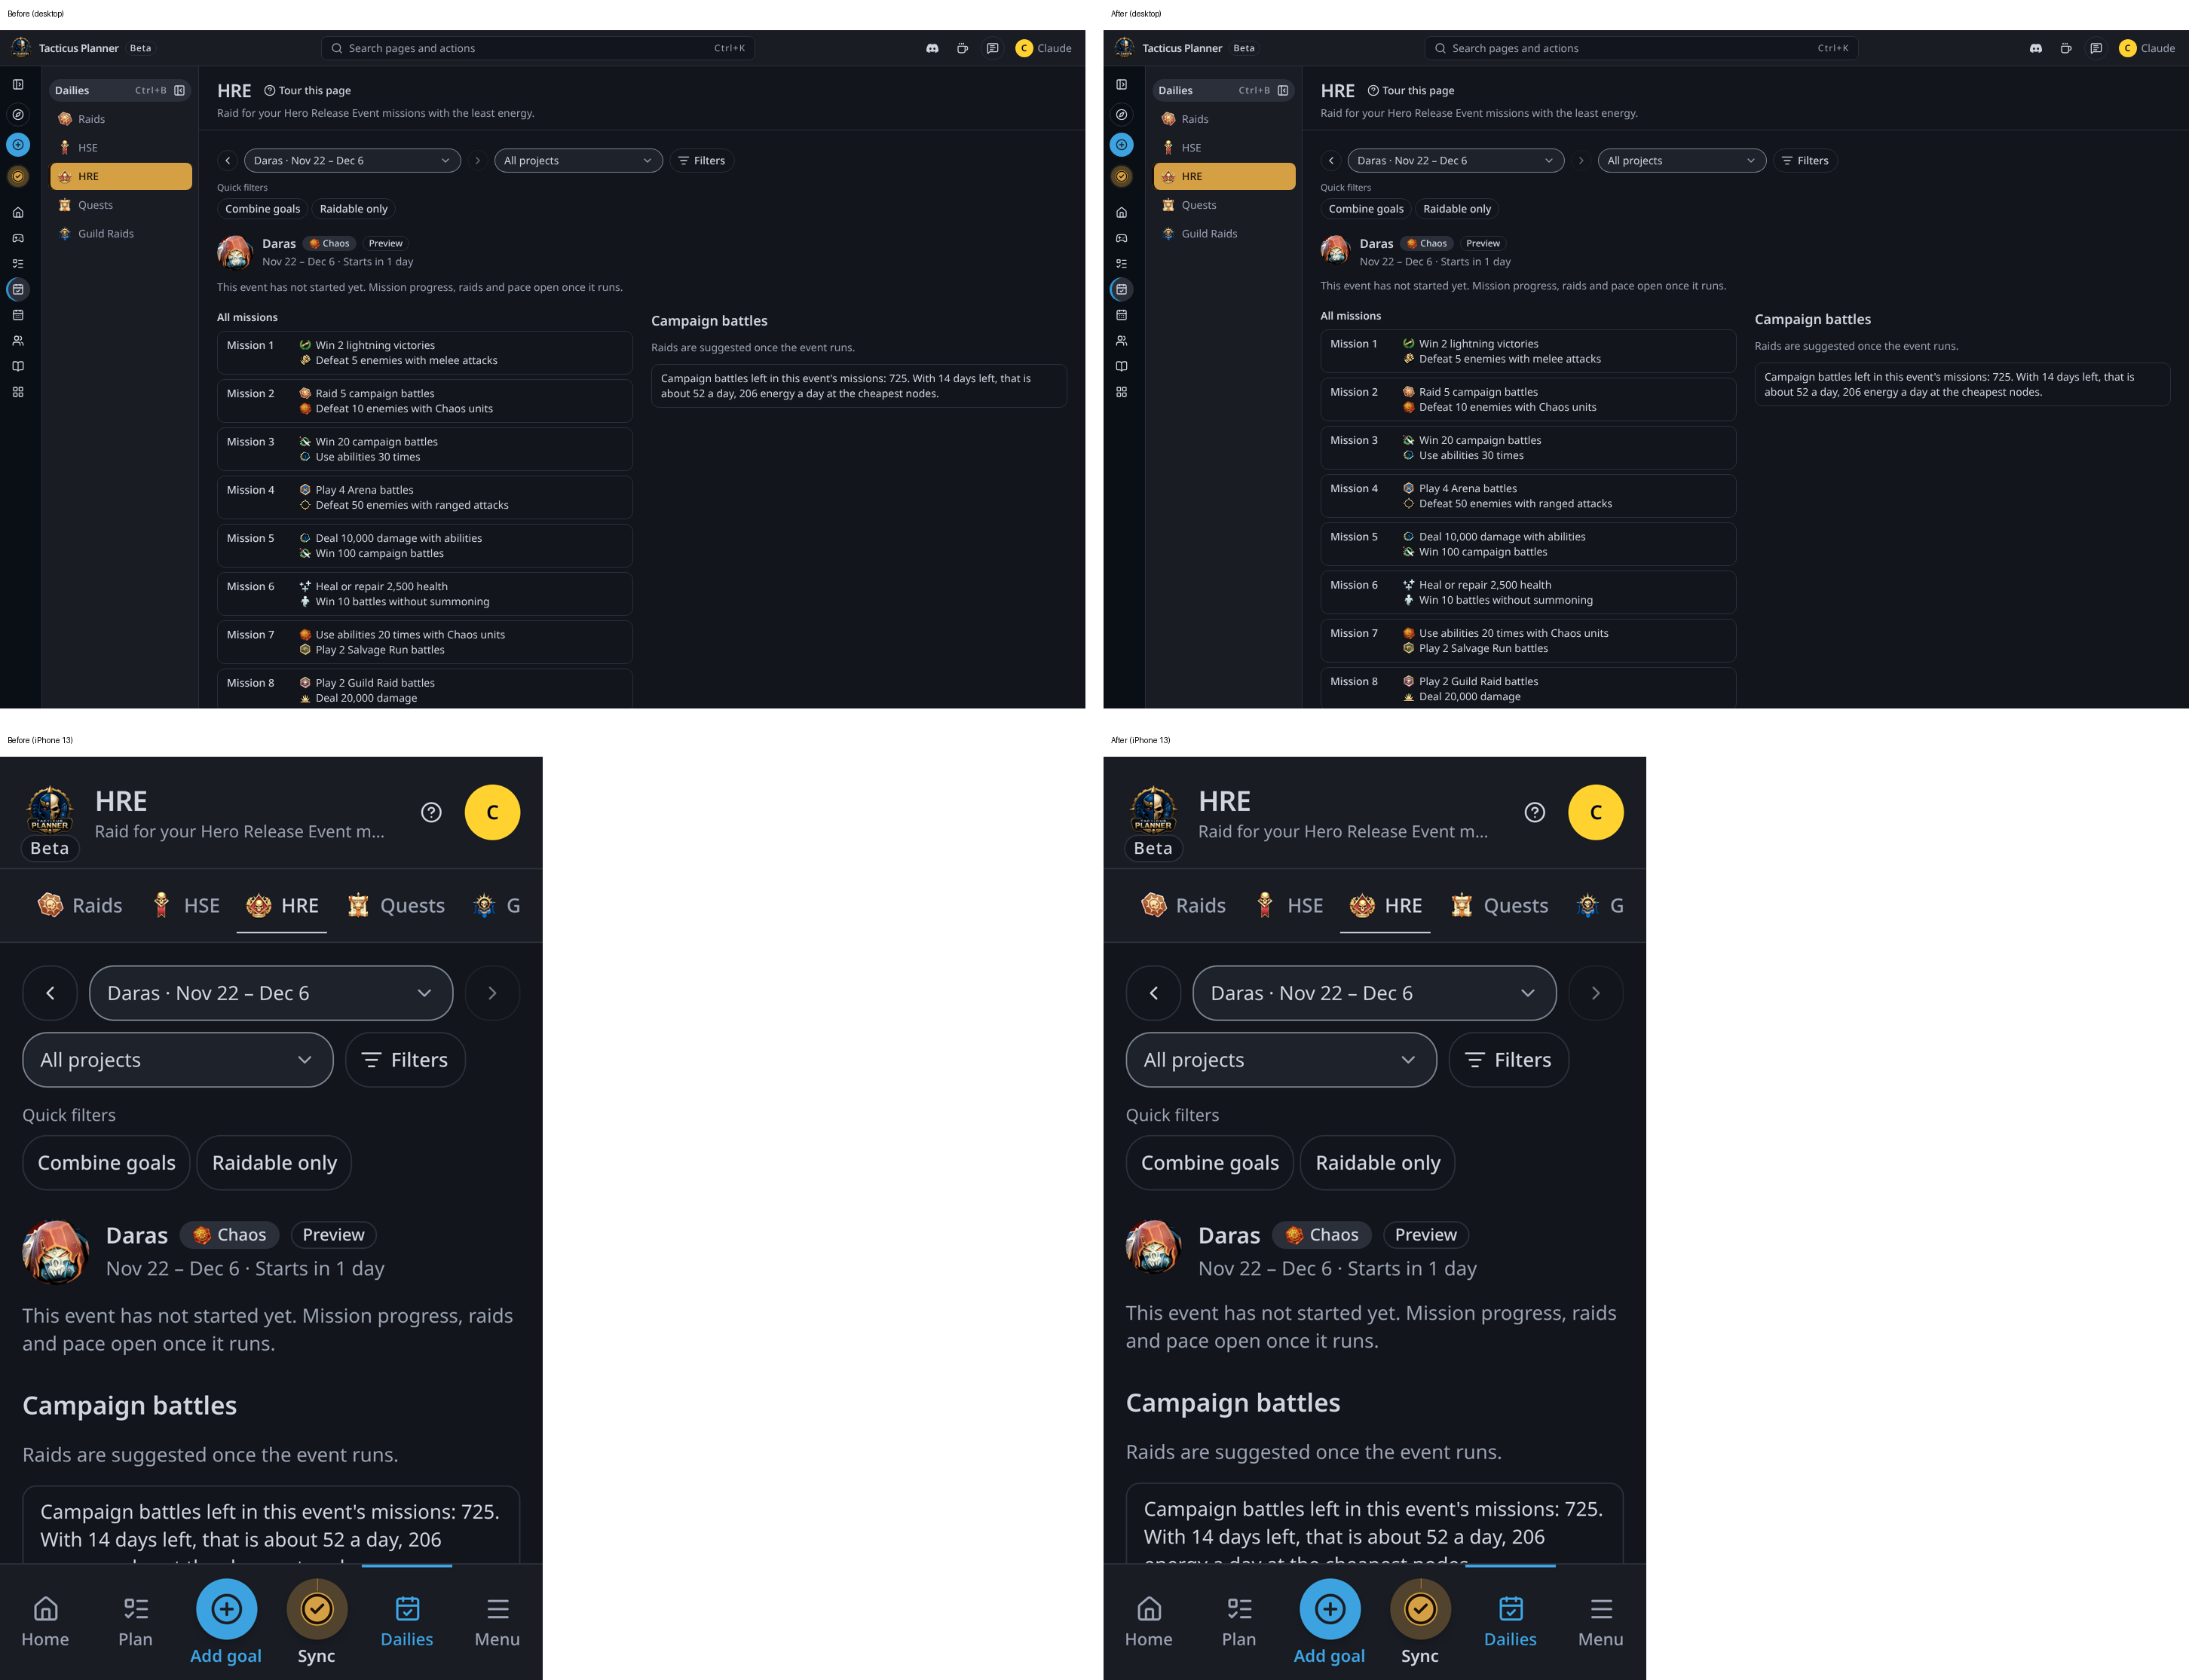 Before (desktop)
Tacticus Planner Beta
Search pages and actions Ctrl+K
C Claude
Dailies Ctrl+B
Raids
HSE
HRE
Quests
Guild Raids
HRE Tour this page
Raid for your Hero Release Event missions with the least energy.
Daras · Nov 22 – Dec 6 All projects Filters
Quick filters
Combine goals Raidable only
Daras Chaos Preview
Nov 22 – Dec 6 · Starts in 1 day
This event has not started yet. Mission progress, raids and pace open once it runs.
All missions
Mission 1 Win 2 lightning victories
Defeat 5 enemies with melee attacks
Mission 2 Raid 5 campaign battles
Defeat 10 enemies with Chaos units
Mission 3 Win 20 campaign battles
Use abilities 30 times
Mission 4 Play 4 Arena battles
Defeat 50 enemies with ranged attacks
Mission 5 Deal 10,000 damage with abilities
Win 100 campaign battles
Mission 6 Heal or repair 2,500 health
Win 10 battles without summoning
Mission 7 Use abilities 20 times with Chaos units
Play 2 Salvage Run battles
Mission 8 Play 2 Guild Raid battles
Deal 20,000 damage
Campaign battles
Raids are suggested once the event runs.
Campaign battles left in this event's missions: 725. With 14 days left, that is
about 52 a day, 206 energy a day at the cheapest nodes.
After (desktop)
Tacticus Planner Beta
Search pages and actions Ctrl+K
C Claude
Dailies Ctrl+B
Raids
HSE
HRE
Quests
Guild Raids
HRE Tour this page
Raid for your Hero Release Event missions with the least energy.
Daras · Nov 22 – Dec 6 All projects Filters
Quick filters
Combine goals Raidable only
Daras Chaos Preview
Nov 22 – Dec 6 · Starts in 1 day
This event has not started yet. Mission progress, raids and pace open once it runs.
All missions
Mission 1 Win 2 lightning victories
Defeat 5 enemies with melee attacks
Mission 2 Raid 5 campaign battles
Defeat 10 enemies with Chaos units
Mission 3 Win 20 campaign battles
Use abilities 30 times
Mission 4 Play 4 Arena battles
Defeat 50 enemies with ranged attacks
Mission 5 Deal 10,000 damage with abilities
Win 100 campaign battles
Mission 6 Heal or repair 2,500 health
Win 10 battles without summoning
Mission 7 Use abilities 20 times with Chaos units
Play 2 Salvage Run battles
Mission 8 Play 2 Guild Raid battles
Deal 20,000 damage
Campaign battles
Raids are suggested once the event runs.
Campaign battles left in this event's missions: 725. With 14 days left, that is
about 52 a day, 206 energy a day at the cheapest nodes.
Before (iPhone 13)
PLANNER
Beta
HRE
Raid for your Hero Release Event m...
C
Raids HSE HRE Quests G
Daras · Nov 22 – Dec 6
All projects Filters
Quick filters
Combine goals Raidable only
Daras Chaos Preview
Nov 22 – Dec 6 · Starts in 1 day
This event has not started yet. Mission progress, raids
and pace open once it runs.
Campaign battles
Raids are suggested once the event runs.
Campaign battles left in this event's missions: 725.
With 14 days left, that is about 52 a day, 206
Home Plan Add goal Sync Dailies Menu
After (iPhone 13)
PLANNER
Beta
HRE
Raid for your Hero Release Event m...
C
Raids HSE HRE Quests G
Daras · Nov 22 – Dec 6
All projects Filters
Quick filters
Combine goals Raidable only
Daras Chaos Preview
Nov 22 – Dec 6 · Starts in 1 day
This event has not started yet. Mission progress, raids
and pace open once it runs.
Campaign battles
Raids are suggested once the event runs.
Campaign battles left in this event's missions: 725.
With 14 days left, that is about 52 a day, 206
energy a day at the cheapest nodes.
Home Plan Add goal Sync Dailies Menu